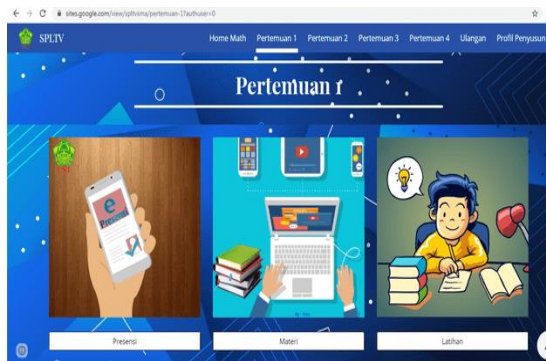 sites.google.com/view/spltvsma/pertemuan-1?authuser=0
SPLTV
Home Math Pertemuan 1 Pertemuan 2 Pertemuan 3 Pertemuan 4 Ulangan Profil Penyusun
Pertemuan 1
e
Presensi
Presensi Materi Latihan